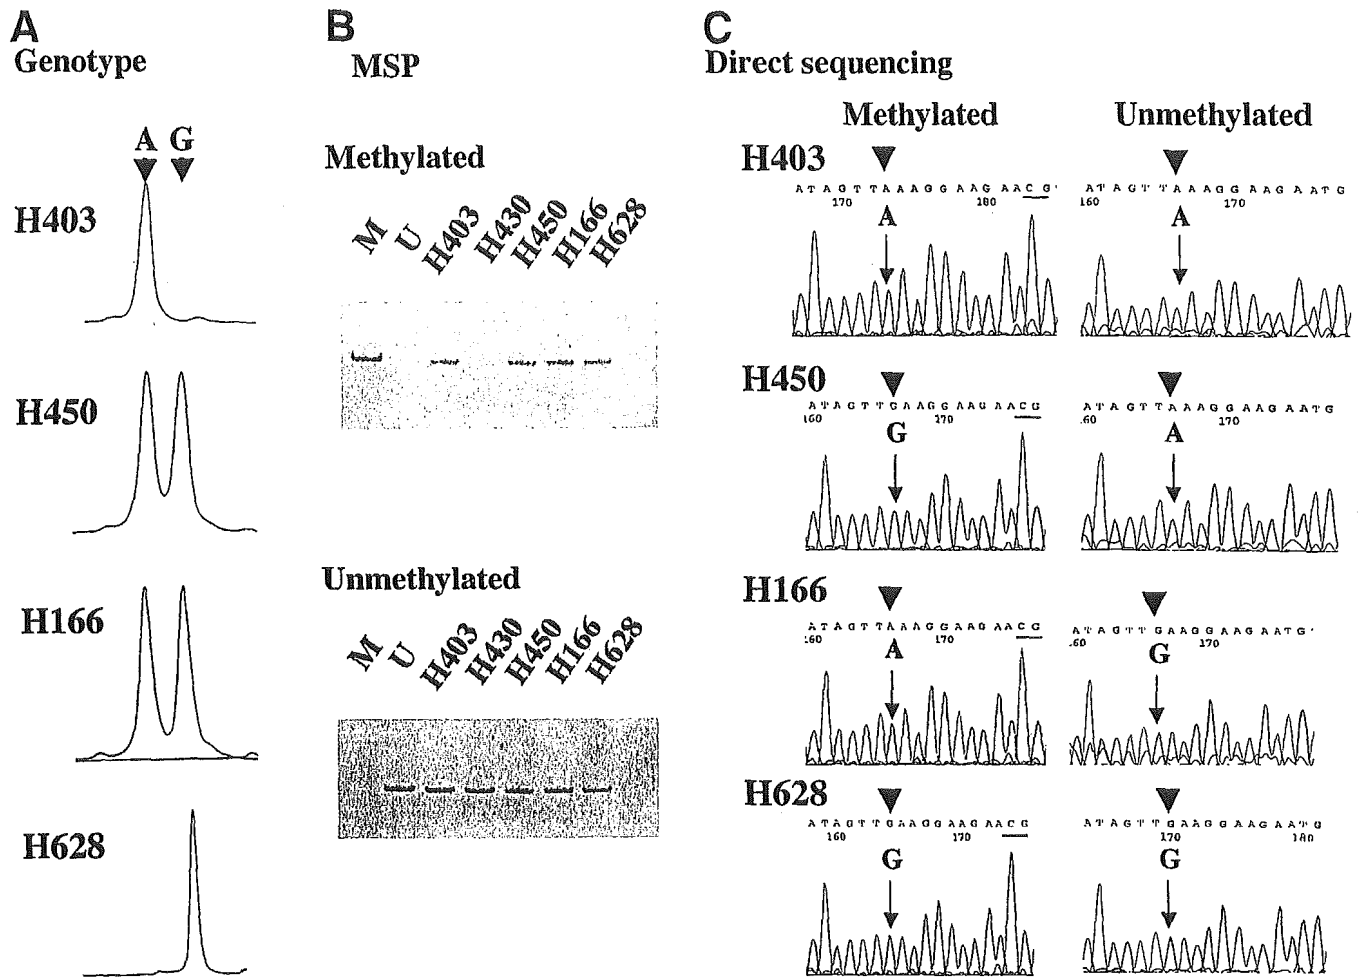 A
Genotype
A G
H403
H450
H166
H628
B
MSP
Methylated
M U H403 H430 H450 H166 H628
Unmethylated
M U H403 H430 H450 H166 H628
C
Direct sequencing
Methylated Unmethylated
H403
A T A G T T A A A G G A A G A A C G
170 180
A
A T A G T T A A A G G A A G A A T G
160 170
A
H450
A T A G T T G A A G G A A G A A C G
160 170
G
A T A G T T A A A G G A A G A A T G
60 170
A
H166
A T A G T T A A A G G A A G A A C G
60 170
A
A T A G T T G A A G G A A G A A T G
60 170
G
H628
A T A G T T G A A G G A A G A A C G
160 170
G
A T A G T T G A A G G A A G A A T G
170 180
G